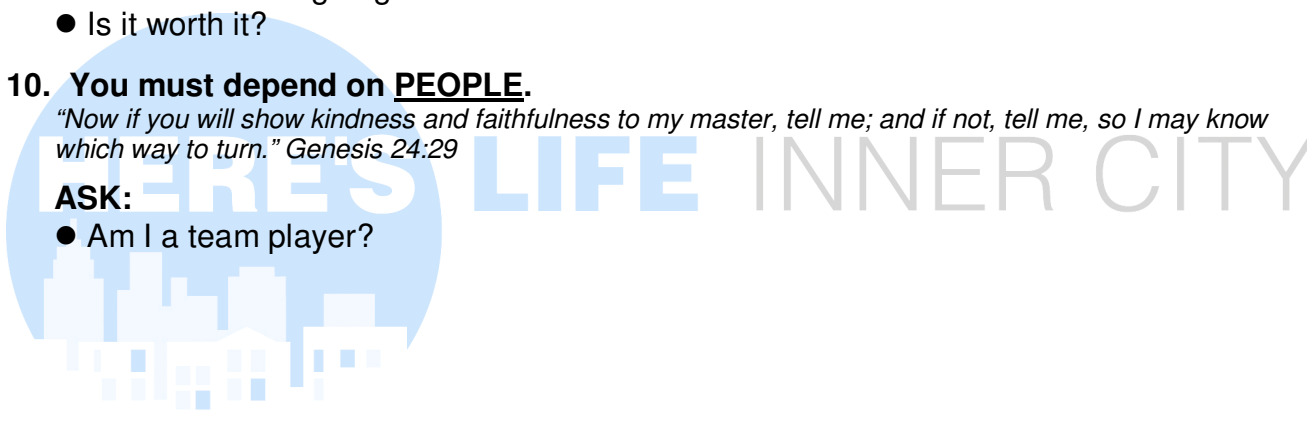 ● Is it worth it?
10. You must depend on PEOPLE.
“Now if you will show kindness and faithfulness to my master, tell me; and if not, tell me, so I may know
which way to turn.” Genesis 24:29
HERE'S LIFE INNER CITY
ASK:
● Am I a team player?